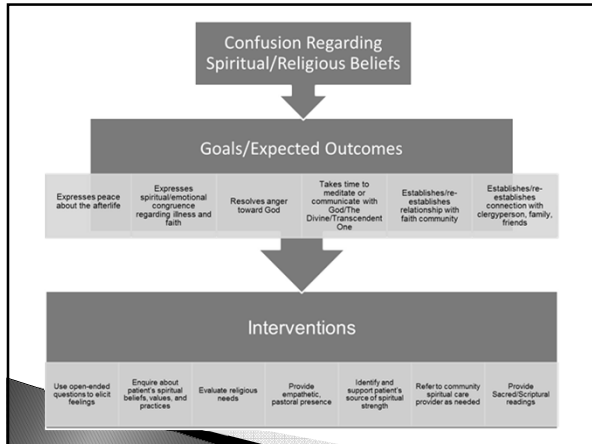 Confusion Regarding
Spiritual/Religious Beliefs
Goals/Expected Outcomes
Expresses peace
about the afterlife
Expresses
spiritual/emotional
congruence
regarding illness and
faith
Resolves anger
toward God
Takes time to
meditate or
communicate with
God/The
Divine/Transcendent
One
Establishes/re-
establishes
relationship with
faith community
Establishes/re-
establishes
connection with
clergyperson, family,
friends
Interventions
Use open-ended
questions to elicit
feelings
Enquire about
patient's spiritual
beliefs, values, and
practices
Evaluate religious
needs
Provide
empathetic,
pastoral presence
Identify and
support patient's
source of spiritual
strength
Refer to community
spiritual care
provider as needed
Provide
Sacred/Scriptural
readings